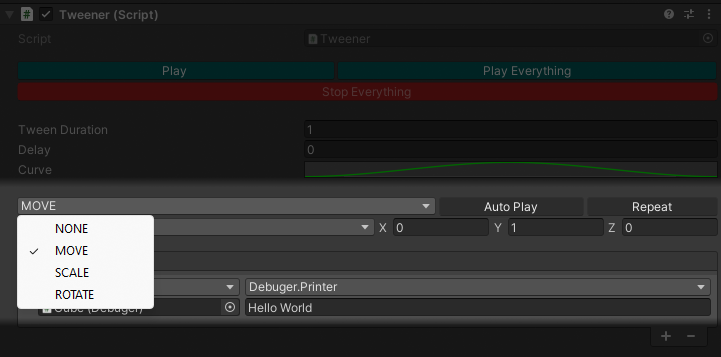 Tweener (Script)
Script Tweener
Play Play Everything
Stop Everything
Tween Duration 1
Delay 0
Curve
MOVE Auto Play Repeat
NONE X 0 Y 1 Z 0
MOVE
SCALE
ROTATE Debuger.Printer
Cube (Debuger) Hello World